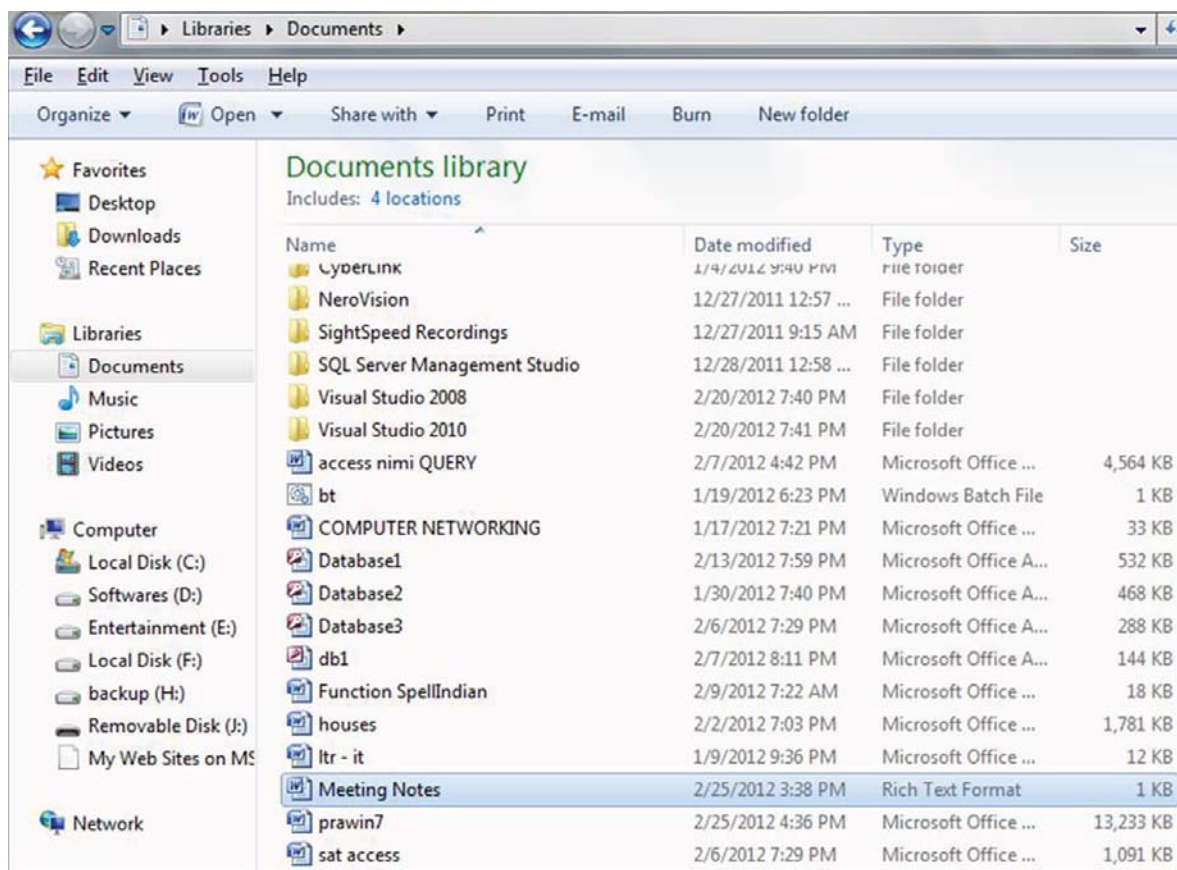 Libraries Documents
File Edit View Tools Help
Organize Open Share with Print E-mail Burn New folder
Favorites
Desktop
Downloads
Recent Places
Libraries
Documents
Music
Pictures
Videos
Computer
Local Disk (C:)
Softwares (D:)
Entertainment (E:)
Local Disk (F:)
backup (H:)
Removable Disk (J:)
My Web Sites on MS
Network
Documents library
Includes: 4 locations
Name Date modified Type Size
CyberLink 1/4/2012 9:40 PM File folder
NeroVision 12/27/2011 12:57 ... File folder
SightSpeed Recordings 12/27/2011 9:15 AM File folder
SQL Server Management Studio 12/28/2011 12:58 ... File folder
Visual Studio 2008 2/20/2012 7:40 PM File folder
Visual Studio 2010 2/20/2012 7:41 PM File folder
access nimi QUERY 2/7/2012 4:42 PM Microsoft Office ... 4,564 KB
bt 1/19/2012 6:23 PM Windows Batch File 1 KB
COMPUTER NETWORKING 1/17/2012 7:21 PM Microsoft Office ... 33 KB
Database1 2/13/2012 7:59 PM Microsoft Office A... 532 KB
Database2 1/30/2012 7:40 PM Microsoft Office A... 468 KB
Database3 2/6/2012 7:29 PM Microsoft Office A... 288 KB
db1 2/7/2012 8:11 PM Microsoft Office A... 144 KB
Function SpellIndian 2/9/2012 7:22 AM Microsoft Office ... 18 KB
houses 2/2/2012 7:03 PM Microsoft Office ... 1,781 KB
ltr - it 1/9/2012 9:36 PM Microsoft Office ... 12 KB
Meeting Notes 2/25/2012 3:38 PM Rich Text Format 1 KB
prawin7 2/25/2012 4:36 PM Microsoft Office ... 13,233 KB
sat access 2/6/2012 7:29 PM Microsoft Office ... 1,091 KB